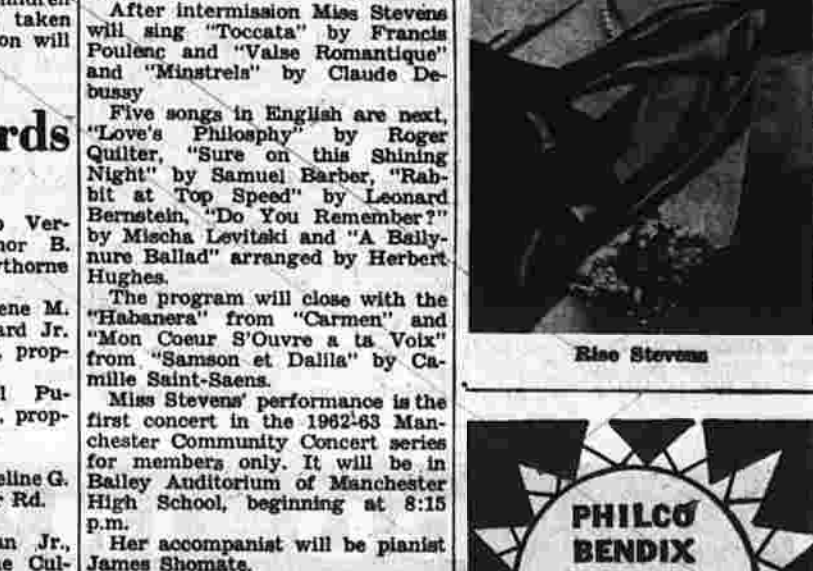 taken
on will
rds
Ver-
nor B.
ythorne
ene M.
ard Jr.
, prop-
l Pu-
, prop-
eline G.
r Rd.
an Jr.,
e Cul-
After intermission Miss Stevens
will sing "Toccata" by Francis
Poulenc and "Valse Romantique"
and "Minstrels" by Claude De-
bussy
Five songs in English are next,
"Love's Philosphy" by Roger
Quilter, "Sure on this Shining
Night" by Samuel Barber, "Rab-
bit at Top Speed" by Leonard
Bernstein, "Do You Remember?"
by Mischa Levitski and "A Bally-
nure Ballad" arranged by Herbert
Hughes.
The program will close with the
"Habanera" from "Carmen" and
"Mon Coeur S'Ouvre a ta Voix"
from "Samson et Dalila" by Ca-
mille Saint-Saens.
Miss Stevens' performance is the
first concert in the 1962-63 Man-
chester Community Concert series
for members only. It will be in
Bailey Auditorium of Manchester
High School, beginning at 8:15
p.m.
Her accompanist will be pianist
James Shomate.
Rise Stevens
PHILCO
BENDIX